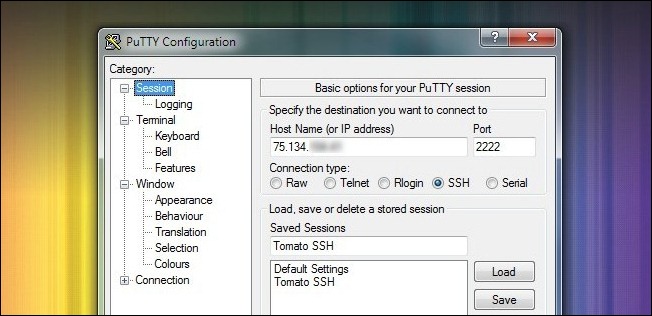 PuTTY Configuration
?
X
Category:
Session
Logging
Terminal
Keyboard
Bell
Features
Window
Appearance
Behaviour
Translation
Selection
Colours
Connection
Basic options for your PuTTY session
Specify the destination you want to connect to
Host Name (or IP address) Port
75.134. 2222
Connection type:
Raw Telnet Rlogin SSH Serial
Load, save or delete a stored session
Saved Sessions
Tomato SSH
Default Settings
Tomato SSH
Load
Save